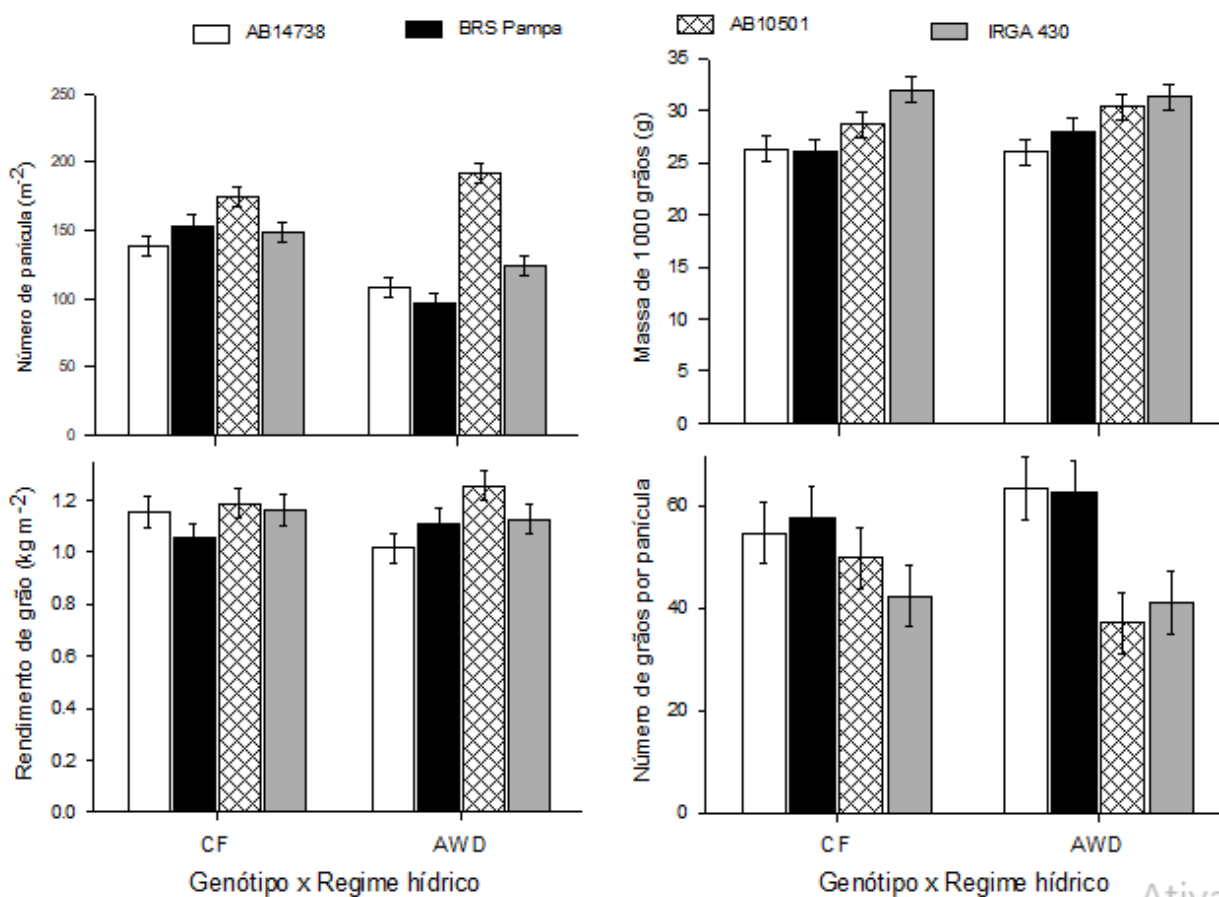 AB14738
BRS Pampa
AB10501
IRGA 430
Número de panícula (m-2)
250
200
150
100
50
0
Massa de 1000 grãos (g)
35
30
25
20
15
10
5
0
Rendimento de grão (kg m-2)
1.2
1.0
0.8
0.6
0.4
0.2
0.0
CF
AWD
Genótipo x Regime hídrico
Número de grãos por panícula
60
40
20
0
CF
AWD
Genótipo x Regime hídrico
Ativa